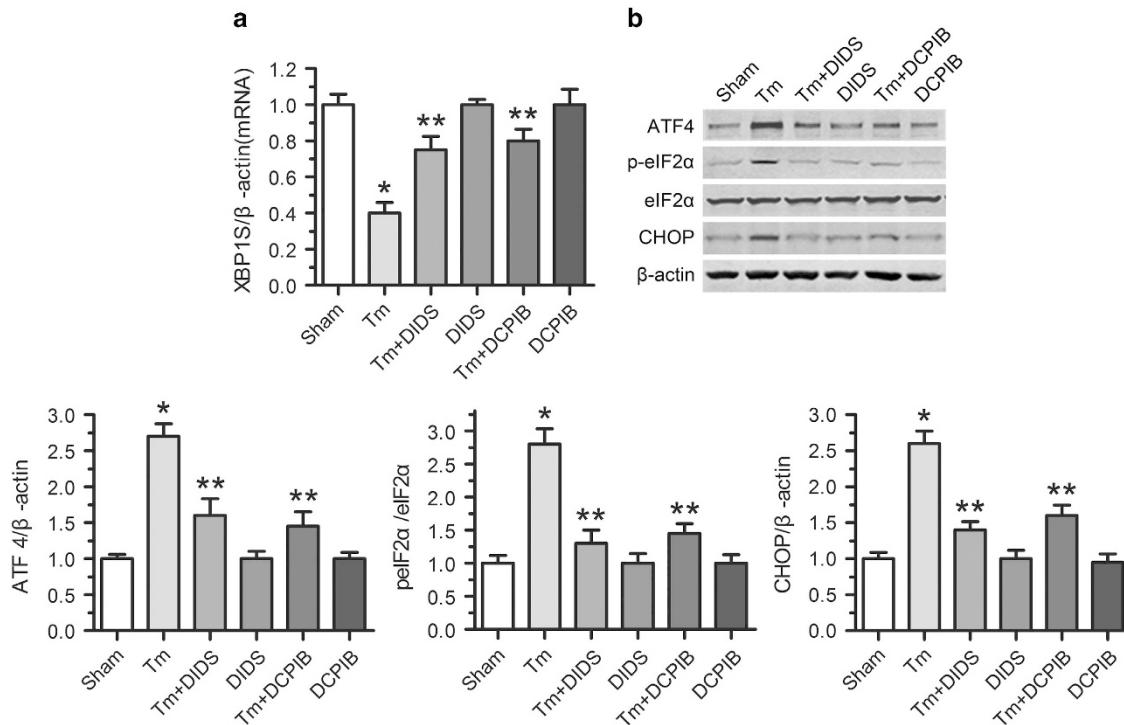 a
XBP1S/β -actin(mRNA)
1.2
1.0
0.8
0.6
0.4
0.2
0.0
*
**
**
Sham
Tm
Tm+DIDS
DIDS
Tm+DCPIB
DCPIB
b
Sham
Tm
Tm+DIDS
DIDS
Tm+DCPIB
DCPIB
ATF4
p-eIF2α
eIF2α
CHOP
β-actin
ATF 4/β -actin
3.0
2.5
2.0
1.5
1.0
0.5
0.0
*
**
**
Sham
Tm
Tm+DIDS
DIDS
Tm+DCPIB
DCPIB
peIF2α /eIF2α
3.0
2.5
2.0
1.5
1.0
0.5
0.0
*
**
**
Sham
Tm
Tm+DIDS
DIDS
Tm+DCPIB
DCPIB
CHOP/β -actin
3.0
2.5
2.0
1.5
1.0
0.5
0.0
*
**
**
Sham
Tm
Tm+DIDS
DIDS
Tm+DCPIB
DCPIB